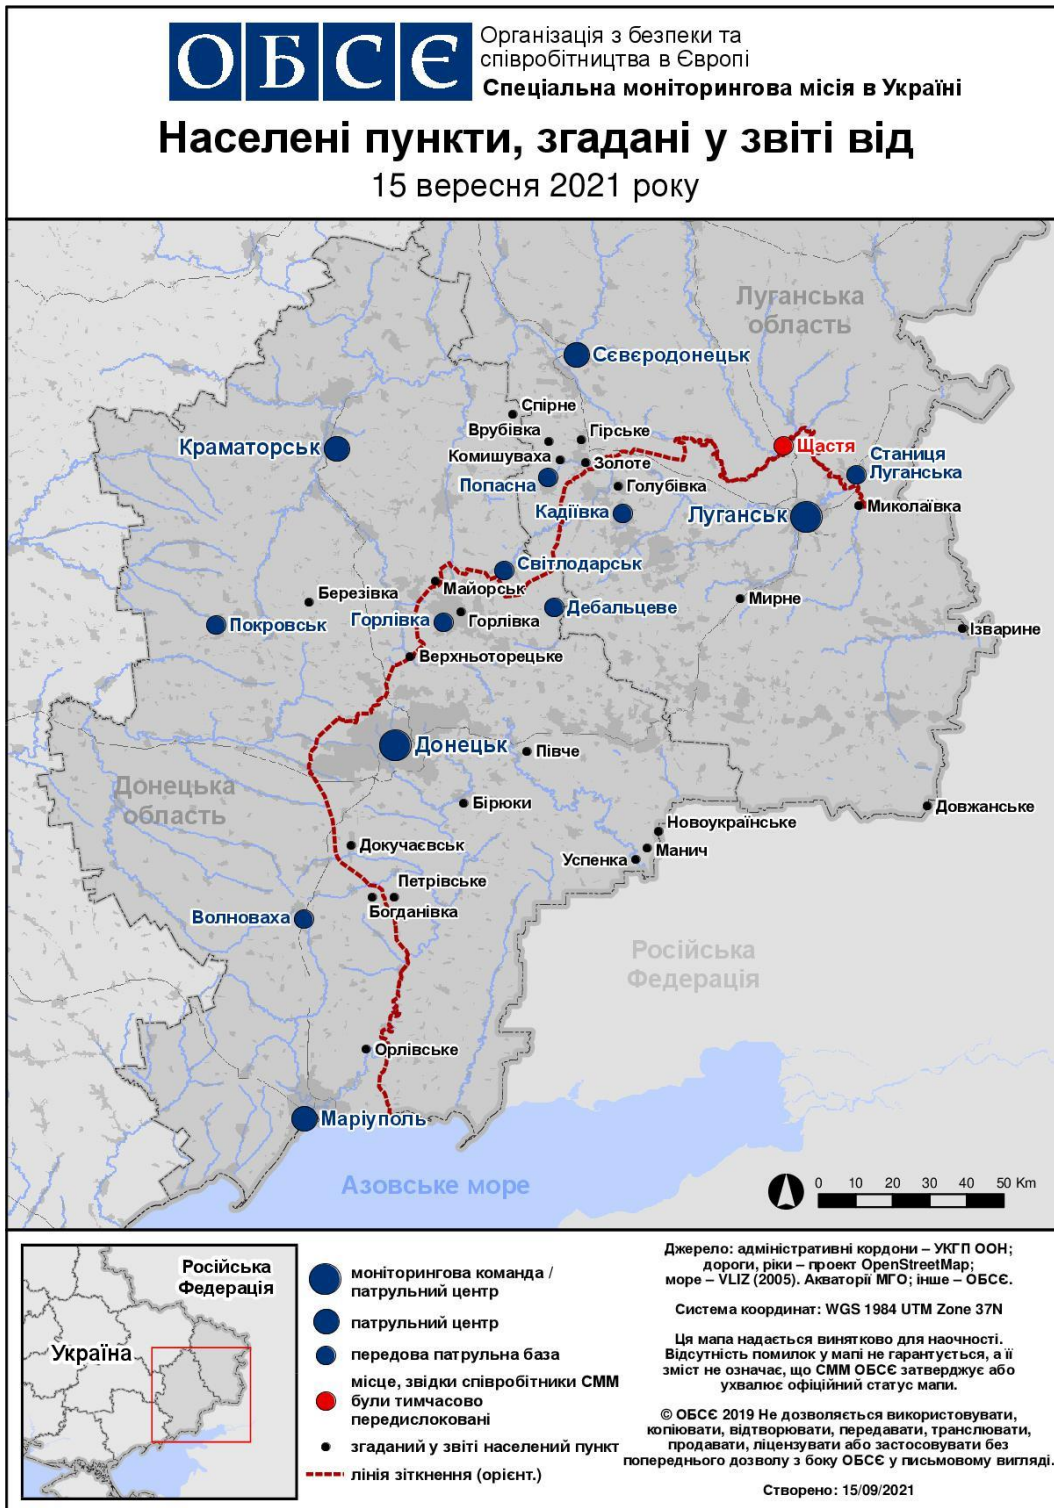 ОБСЄ
Організація з безпеки та
співробітництва в Європі
Спеціальна моніторингова місія в Україні
Населені пункти, згадані у звіті від
15 вересня 2021 року
Луганська
область
Сєвєродонецьк
Спірне
Врубівка
Гірське
Щастя
Краматорськ
Комишуваха
Золоте
Станиця
Луганська
Попасна
Голубівка
Кадіївка
Луганськ
Миколаївка
Світлодарськ
Майорськ
Березівка
Мирне
Дебальцеве
Покровськ
Горлівка
Горлівка
Ізварине
Верхньоторецьке
Донецьк
Півче
Донецька
область
Бірюки
Довжанське
Новоукраїнське
Докучаєвськ
Манич
Успенка
Петрівське
Богданівка
Волноваха
Російська
Федерація
Орлівське
Маріуполь
Азовське море
0 10 20 30 40 50 Km
Російська
Федерація
Україна
моніторингова команда /
патрульний центр
патрульний центр
передова патрульна база
місце, звідки співробітники СММ
були тимчасово
передислоковані
згаданий у звіті населений пункт
лінія зіткнення (орієнт.)
Джерело: адміністративні кордони – УКГП ООН;
дороги, ріки – проект OpenStreetMap;
море – VLIZ (2005). Акваторії МГО; інше – ОБСЄ.
Система координат: WGS 1984 UTM Zone 37N
Ця мапа надається винятково для наочності.
Відсутність помилок у мапі не гарантується, а її
зміст не означає, що СММ ОБСЄ затверджує або
ухвалює офіційний статус мапи.
© ОБСЄ 2019 Не дозволяється використовувати,
копіювати, відтворювати, передавати, транслювати,
продавати, ліцензувати або застосовувати без
попереднього дозволу з боку ОБСЄ у письмовому вигляді.
Створено: 15/09/2021